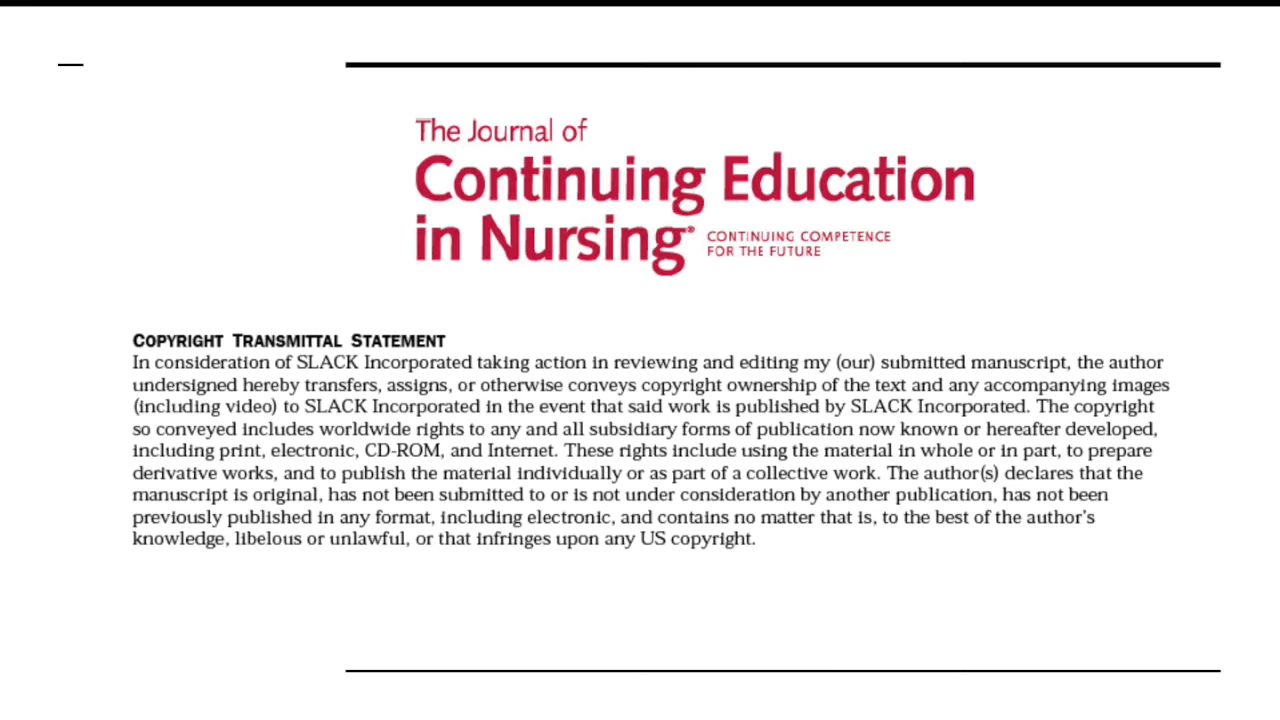 The Journal of
Continuing Education
in Nursing®
CONTINUING COMPETENCE
FOR THE FUTURE
COPYRIGHT TRANSMITTAL STATEMENT
In consideration of SLACK Incorporated taking action in reviewing and editing my (our) submitted manuscript, the author
undersigned hereby transfers, assigns, or otherwise conveys copyright ownership of the text and any accompanying images
(including video) to SLACK Incorporated in the event that said work is published by SLACK Incorporated. The copyright
so conveyed includes worldwide rights to any and all subsidiary forms of publication now known or hereafter developed,
including print, electronic, CD-ROM, and Internet. These rights include using the material in whole or in part, to prepare
derivative works, and to publish the material individually or as part of a collective work. The author(s) declares that the
manuscript is original, has not been submitted to or is not under consideration by another publication, has not been
previously published in any format, including electronic, and contains no matter that is, to the best of the author's
knowledge, libelous or unlawful, or that infringes upon any US copyright.